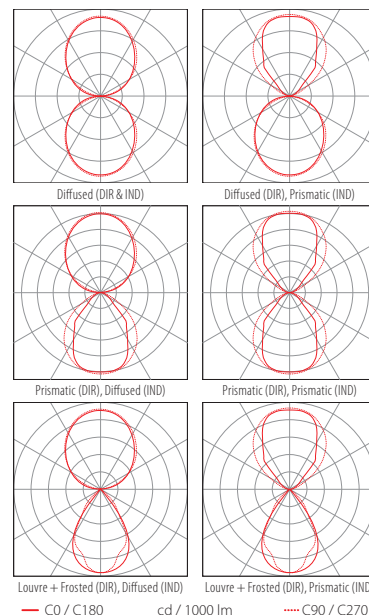 Diffused (DIR & IND)
Diffused (DIR), Prismatic (IND)
Prismatic (DIR), Diffused (IND)
Prismatic (DIR), Prismatic (IND)
Louvre + Frosted (DIR), Diffused (IND)
Louvre + Frosted (DIR), Prismatic (IND
C0 / C180 cd / 1000 lm C90 / C270